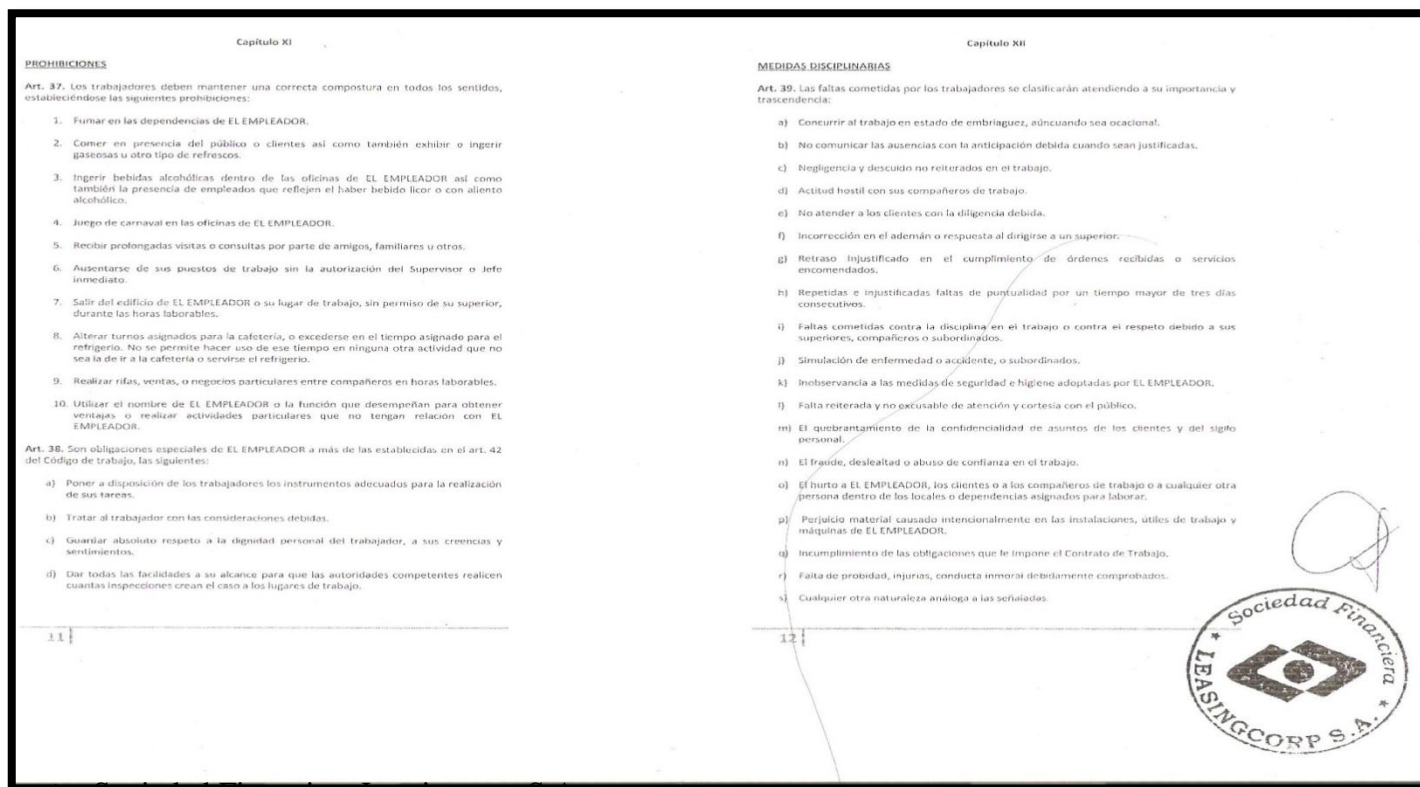 Capítulo XI
PROHIBICIONES
Art. 37. Los trabajadores deben mantener una correcta compostura en todos los sentidos,
estableciéndose las siguientes prohibiciones:
1. Fumar en las dependencias de EL EMPLEADOR.
2. Comer en presencia del público o clientes así como también exhibir o ingerir
gaseosas u otro tipo de refrescos.
3. Ingerir bebidas alcohólicas dentro de las oficinas de EL EMPLEADOR así como
también la presencia de empleados que reflejen el haber bebido licor o con aliento
alcohólico.
4. Juego de carnaval en las oficinas de EL EMPLEADOR.
5. Recibir prolongadas visitas o consultas por parte de amigos, familiares u otros.
6. Ausentarse de sus puestos de trabajo sin la autorización del Supervisor o Jefe
inmediato.
7. Salir del edificio de EL EMPLEADOR o su lugar de trabajo, sin permiso de su superior,
durante las horas laborables.
8. Alterar turnos asignados para la cafetería, o excederse en el tiempo asignado para el
refrigerio. No se permite hacer uso de ese tiempo en ninguna otra actividad que no
sea la de ir a la cafetería o servirse el refrigerio.
9. Realizar rifas, ventas, o negocios particulares entre compañeros en horas laborables.
10. Utilizar el nombre de EL EMPLEADOR o la función que desempeñan para obtener
ventajas o realizar actividades particulares que no tengan relación con EL
EMPLEADOR.
Art. 38. Son obligaciones especiales de EL EMPLEADOR a más de las establecidas en el art. 42
del Código de trabajo, las siguientes:
a) Poner a disposición de los trabajadores los instrumentos adecuados para la realización
de sus tareas.
b) Tratar al trabajador con las consideraciones debidas.
c) Guardar absoluto respeto a la dignidad personal del trabajador, a sus creencias y
sentimientos.
d) Dar todas las facilidades a su alcance para que las autoridades competentes realicen
cuantas inspecciones crean el caso a los lugares de trabajo.
11
Capítulo XII
MEDIDAS DISCIPLINARIAS
Art. 39. Las faltas cometidas por los trabajadores se clasificarán atendiendo a su importancia y
trascendencia:
a) Concurrir al trabajo en estado de embriaguez, aúncuando sea ocacional.
b) No comunicar las ausencias con la anticipación debida cuando sean justificadas.
c) Negligencia y descuido no reiterados en el trabajo.
d) Actitud hostil con sus compañeros de trabajo.
e) No atender a los clientes con la diligencia debida.
f) Incorrección en el ademán o respuesta al dirigirse a un superior.
g) Retraso Injustificado en el cumplimiento de órdenes recibidas o servicios
encomendados.
h) Repetidas e injustificadas faltas de puntualidad por un tiempo mayor de tres días
consecutivos.
i) Faltas cometidas contra la disciplina en el trabajo o contra el respeto debido a sus
superiores, compañeros o subordinados.
j) Simulación de enfermedad o accidente, o subordinados.
k) Inobservancia a las medidas de seguridad e higiene adoptadas por EL EMPLEADOR.
l) Falta reiterada y no excusable de atención y cortesía con el público.
m) El quebrantamiento de la confidencialidad de asuntos de los clientes y del sigilo
personal.
n) El fraude, deslealtad o abuso de confianza en el trabajo.
o) El hurto a EL EMPLEADOR, los clientes o a los compañeros de trabajo o a cualquier otra
persona dentro de los locales o dependencias asignados para laborar.
p) Perjuicio material causado intencionalmente en las instalaciones, útiles de trabajo y
máquinas de EL EMPLEADOR.
q) Incumplimiento de las obligaciones que le Impone el Contrato de Trabajo.
r) Falta de probidad, injurias, conducta inmoral debidamente comprobados.
s) Cualquier otra naturaleza análoga a las señaladas.
12
Sociedad Financiera
LEASINGCORP S.A.